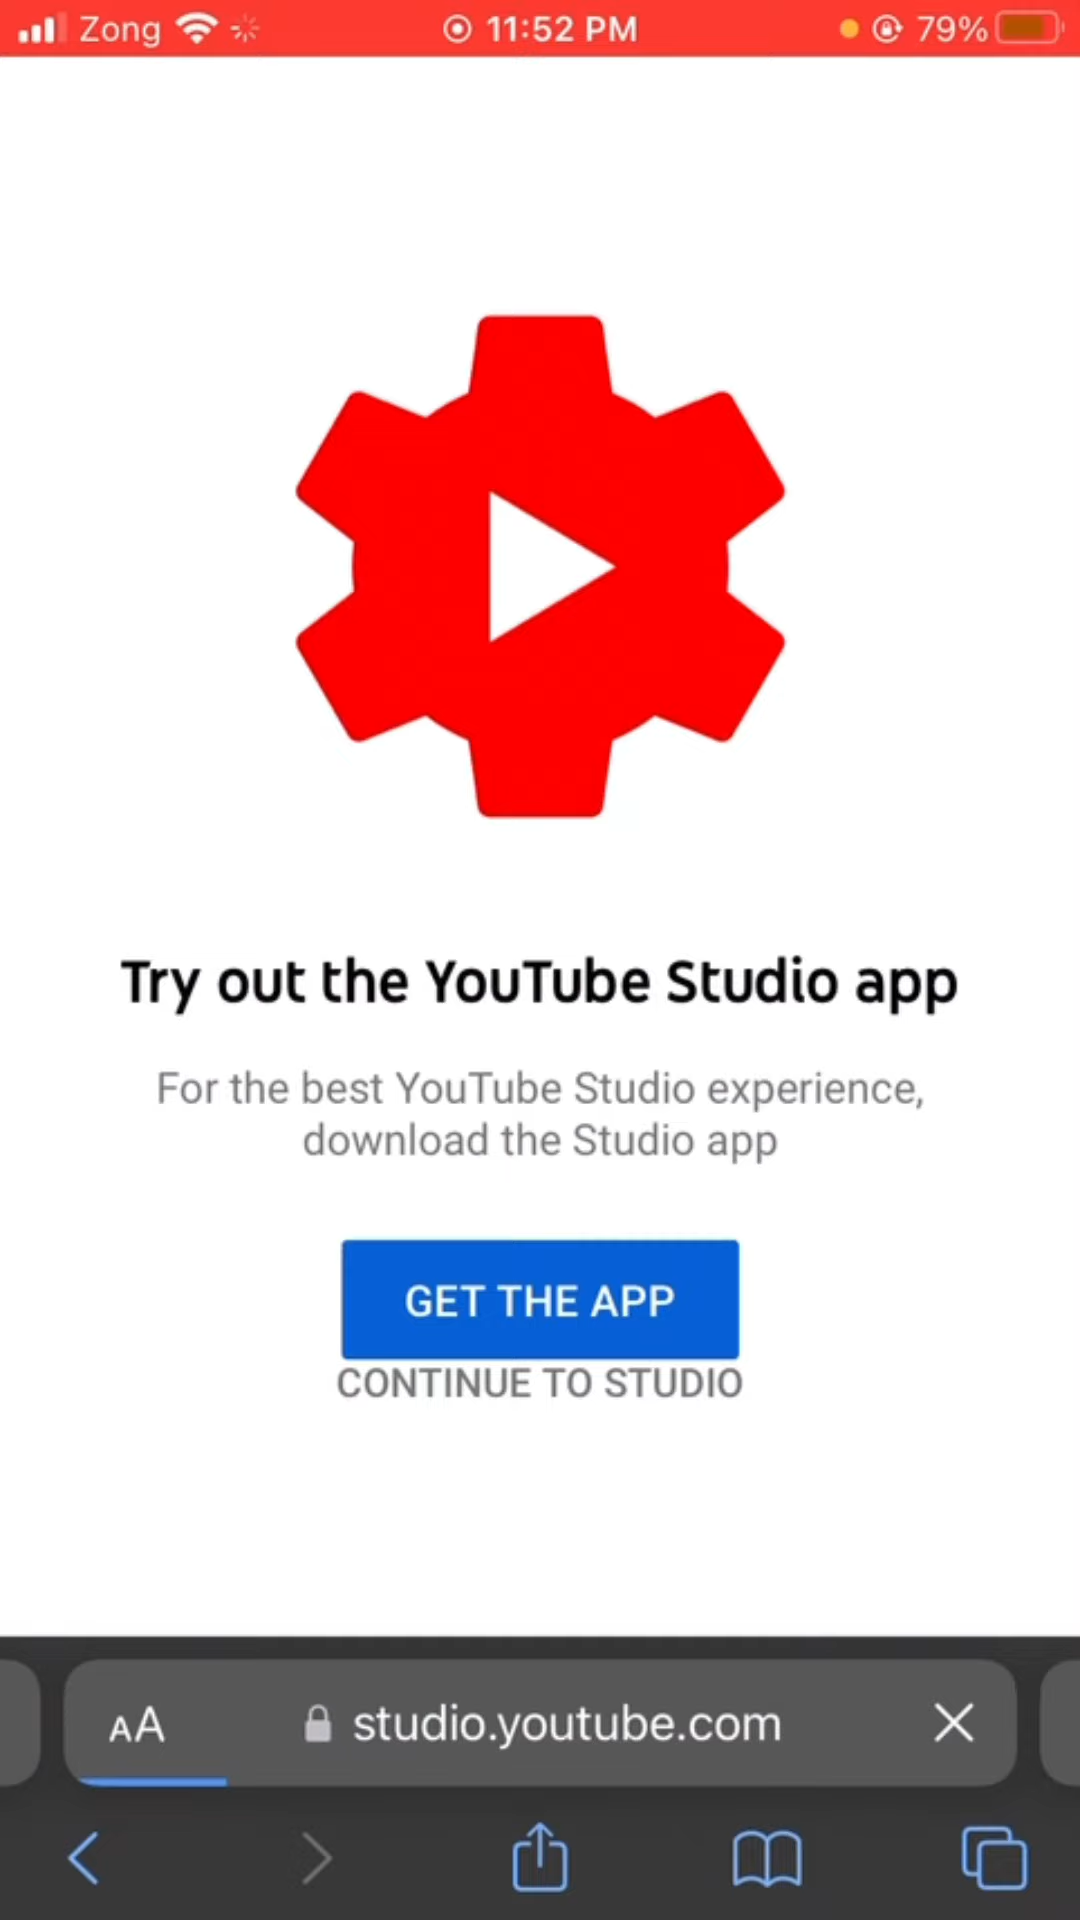 Zong 11:52 PM 79%
Try out the YouTube Studio app
For the best YouTube Studio experience,
download the Studio app
GET THE APP
CONTINUE TO STUDIO
AA studio.youtube.com